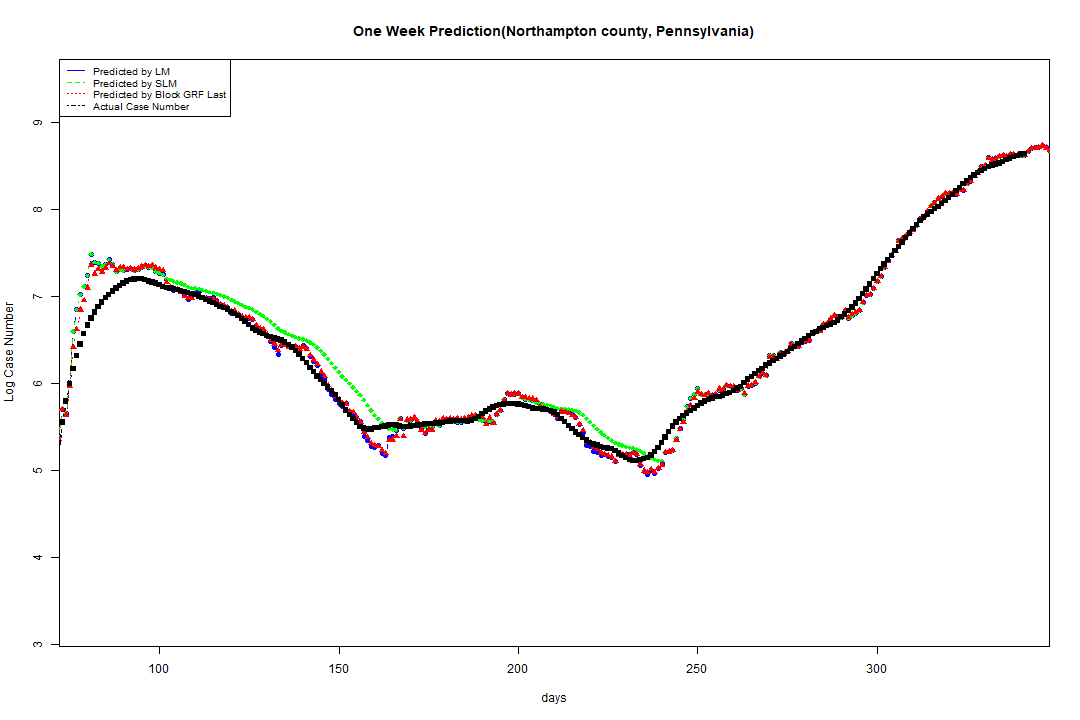 One Week Prediction(Northampton county, Pennsylvania)
Predicted by LM
Predicted by SLM
Predicted by Block GRF Last
Actual Case Number
9
8
7
6
5
4
3
Log Case Number
100 150 200 250 300
days